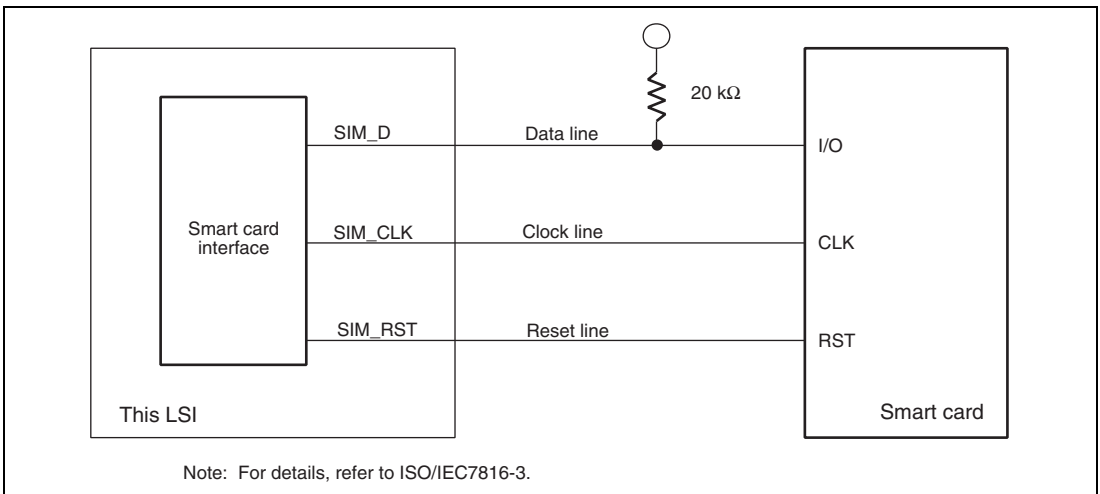 20 kΩ
SIM_D
Data line
I/O
Smart card
interface
SIM_CLK
Clock line
CLK
SIM_RST
Reset line
RST
This LSI
Smart card
Note: For details, refer to ISO/IEC7816-3.